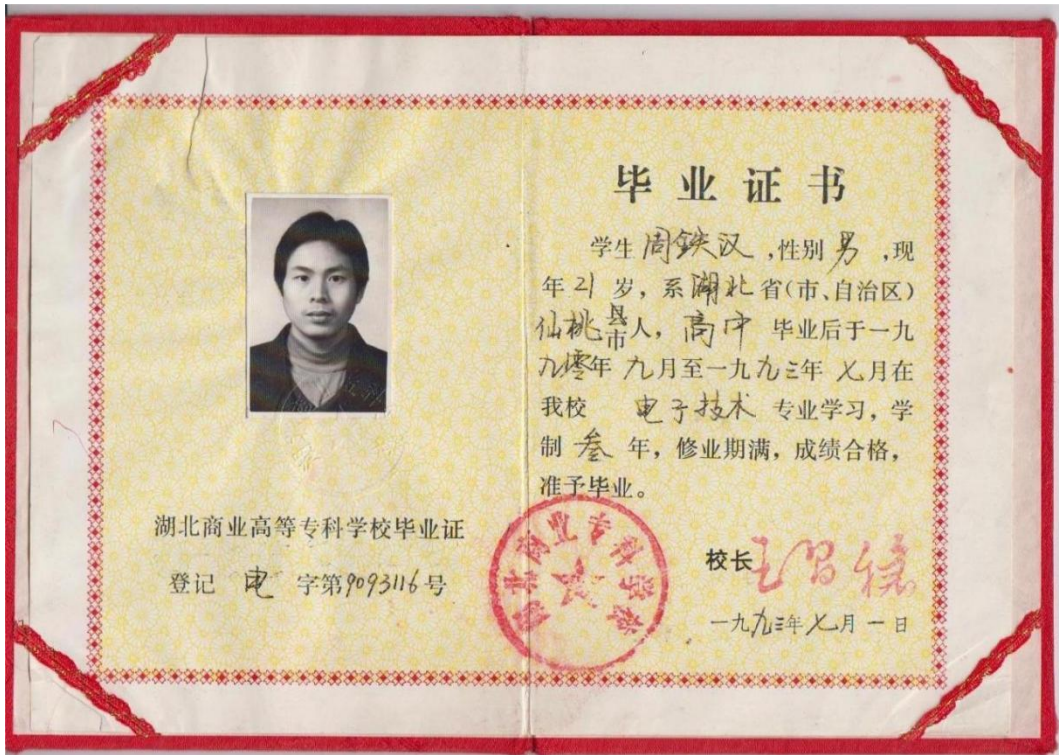 湖北商业高等专科学校毕业证
登记 电 字第9093116号
毕业证书
学生周铁汉,性别男,现
年21岁,系湖北省(市、自治区)
仙桃县市人,高中 毕业后于一九
九零年九月至一九九三年七月在
我校 电子技术 专业学习,学
制叁年,修业期满,成绩合格,
准予毕业。
校长
一九九三年七月一日